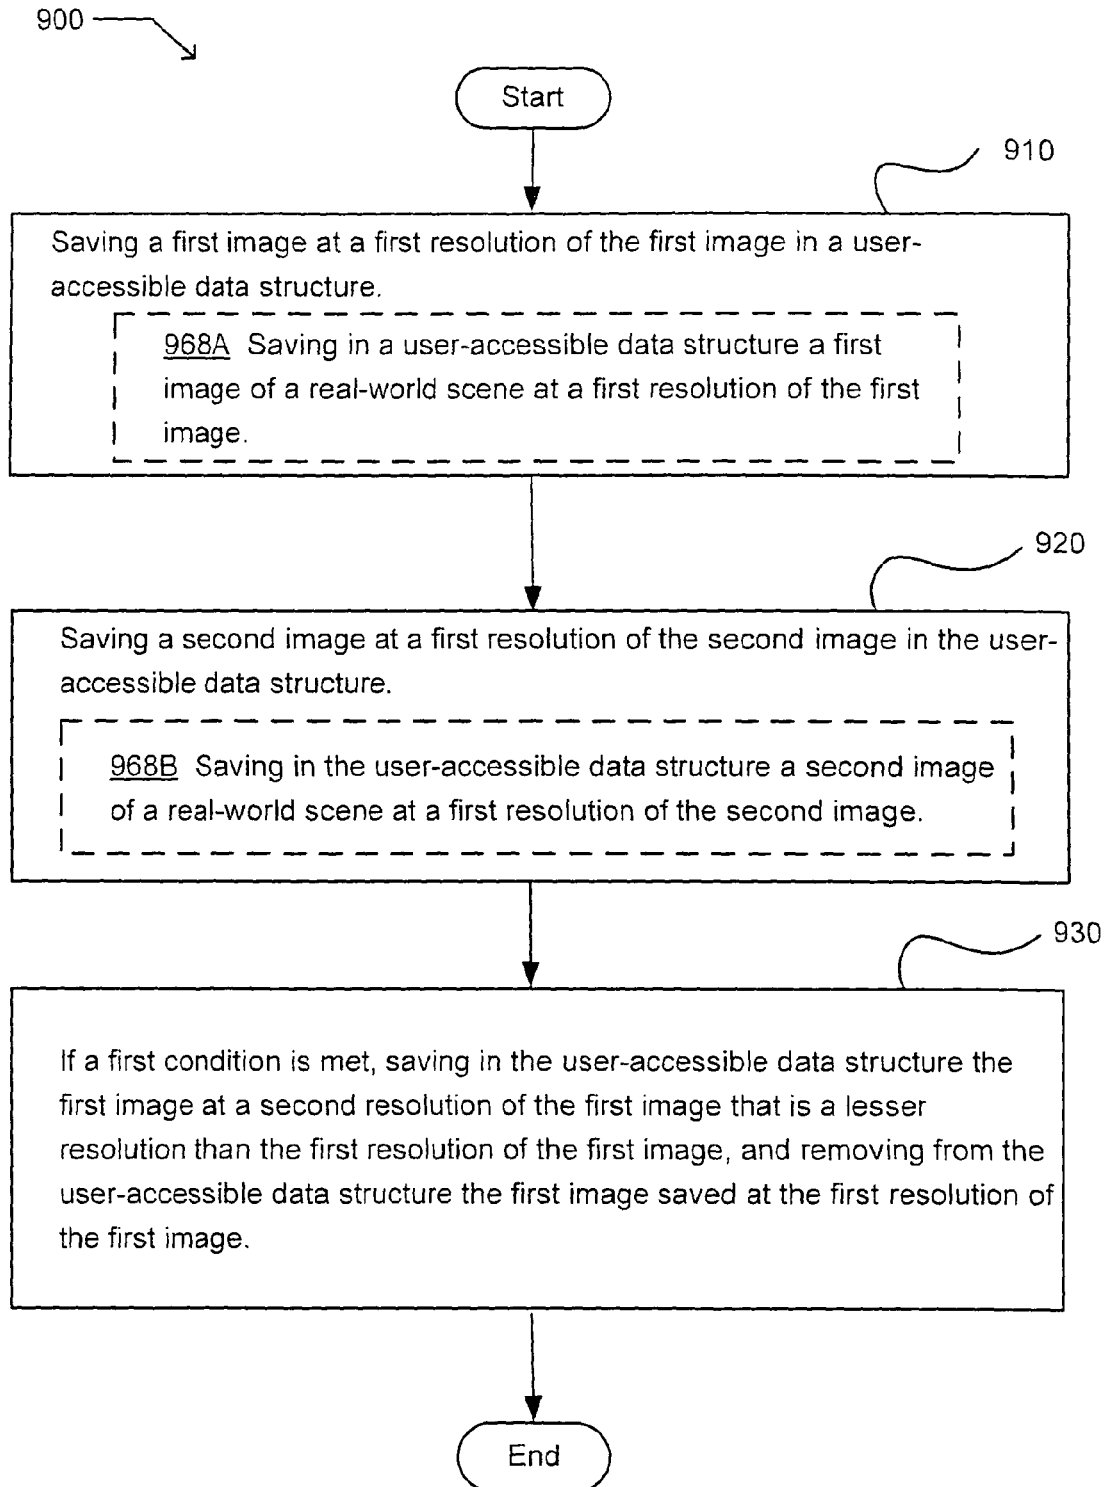 900
Start
910
Saving a first image at a first resolution of the first image in a user-
accessible data structure.
968A Saving in a user-accessible data structure a first
image of a real-world scene at a first resolution of the first
image.
920
Saving a second image at a first resolution of the second image in the user-
accessible data structure.
968B Saving in the user-accessible data structure a second image
of a real-world scene at a first resolution of the second image.
930
If a first condition is met, saving in the user-accessible data structure the
first image at a second resolution of the first image that is a lesser
resolution than the first resolution of the first image, and removing from the
user-accessible data structure the first image saved at the first resolution of
the first image.
End